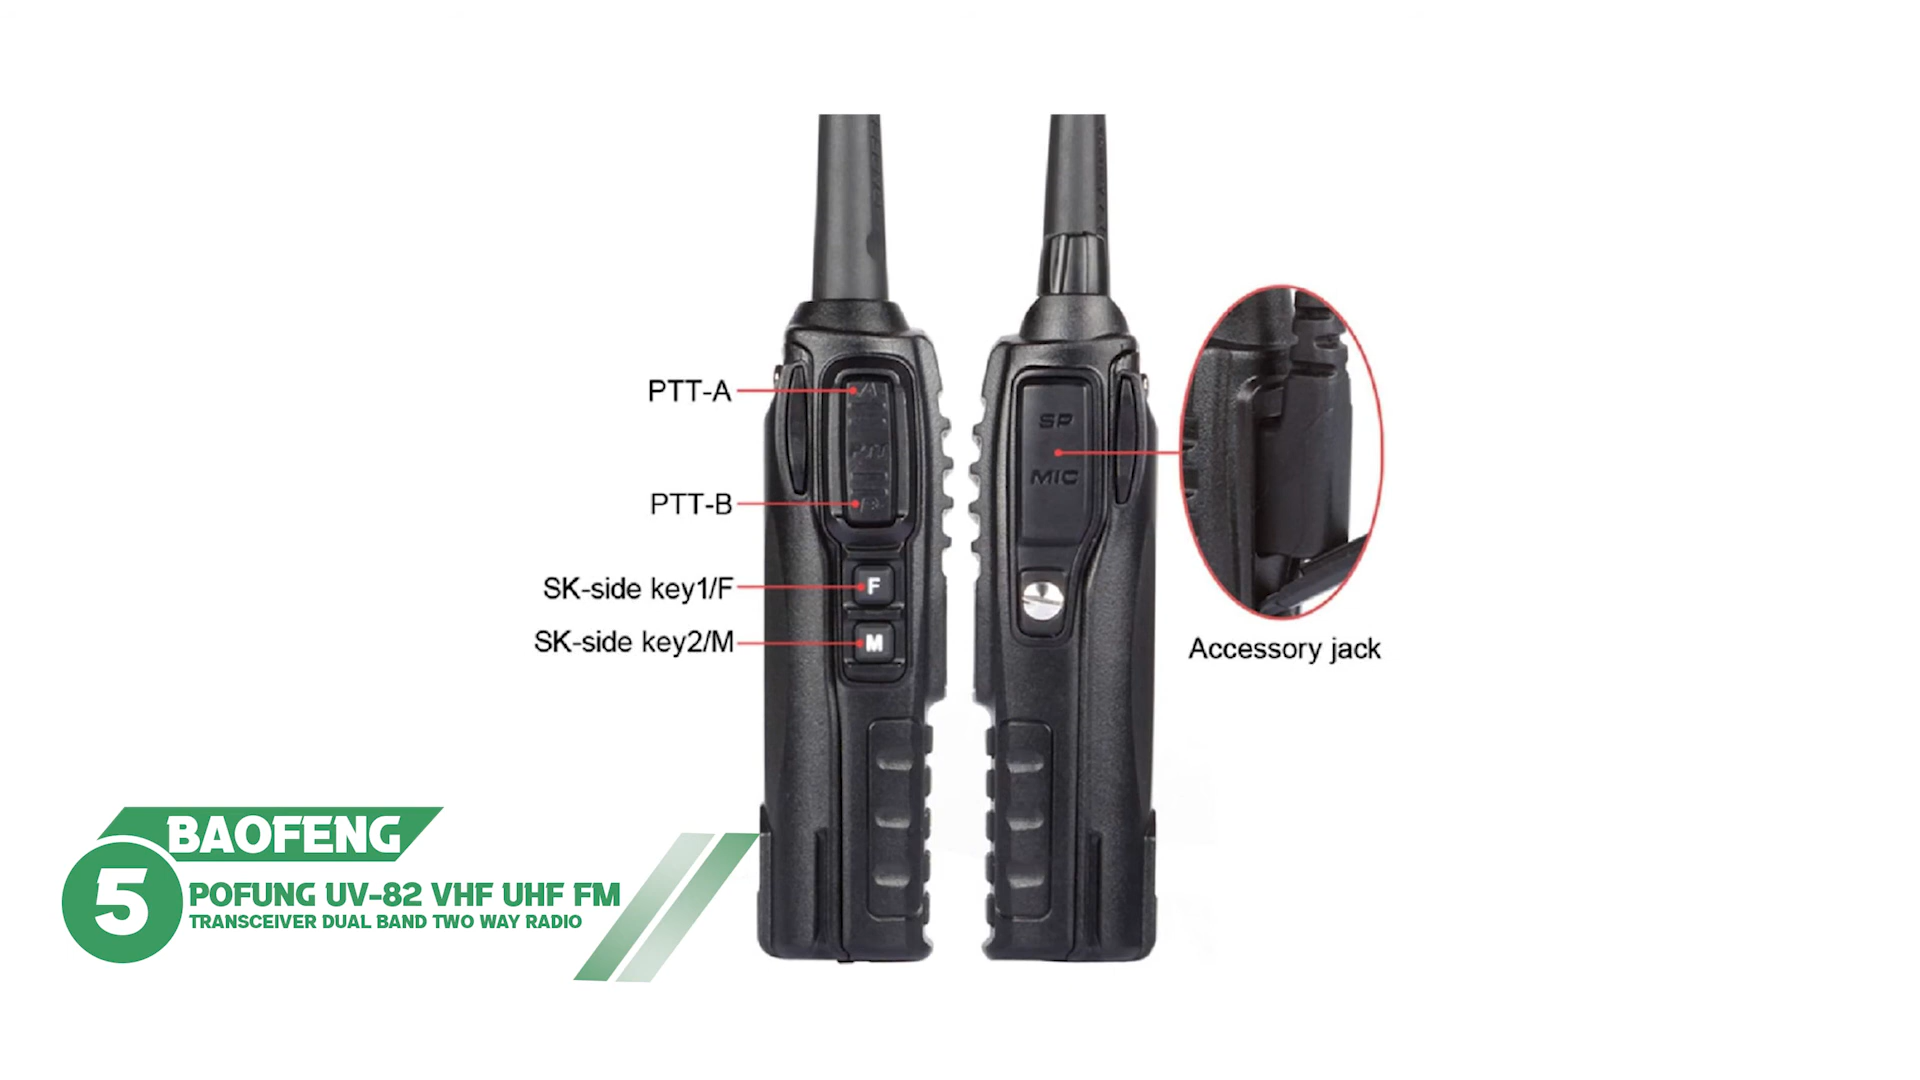 PTT-A
A
PTT
PTT-B
SK-side key1/F
F
SK-side key2/M
M
SP
MIC
Accessory jack
BAOFENG
5
POFUNG UV-82 VHF UHF FM
TRANSCEIVER DUAL BAND TWO WAY RADIO